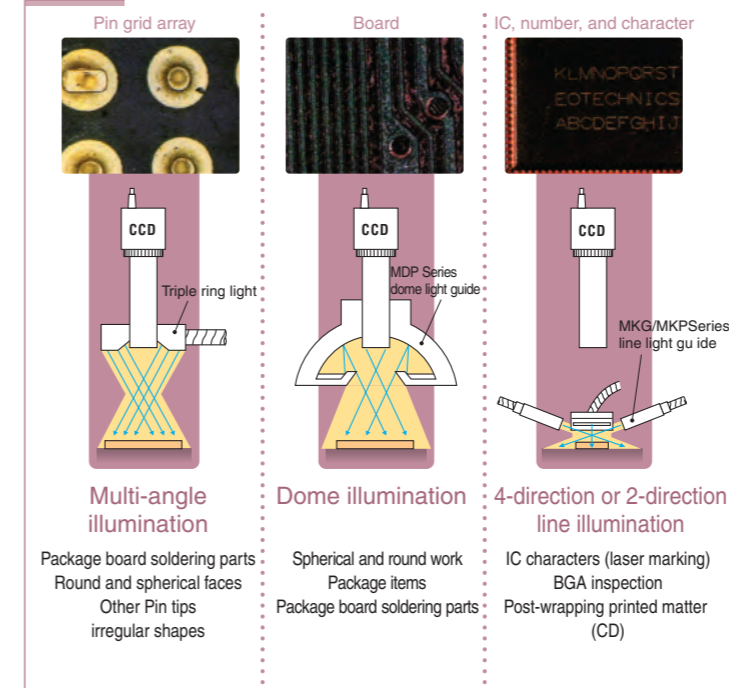 Pin grid array
KLMNOPQRST
EOTECHNICS
ABCDEFGHIJ
CCD
Triple ring light
Multi-angle
illumination
Package board soldering parts
Round and spherical faces
Other Pin tips
irregular shapes
Board
CCD
MDP Series
dome light guide
Dome illumination
Spherical and round work
Package items
Package board soldering parts
IC, number, and character
CCD
MKG/MKPSeries
line light gu ide
4-direction or 2-direction
line illumination
IC characters (laser marking)
BGA inspection
Post-wrapping printed matter
(CD)